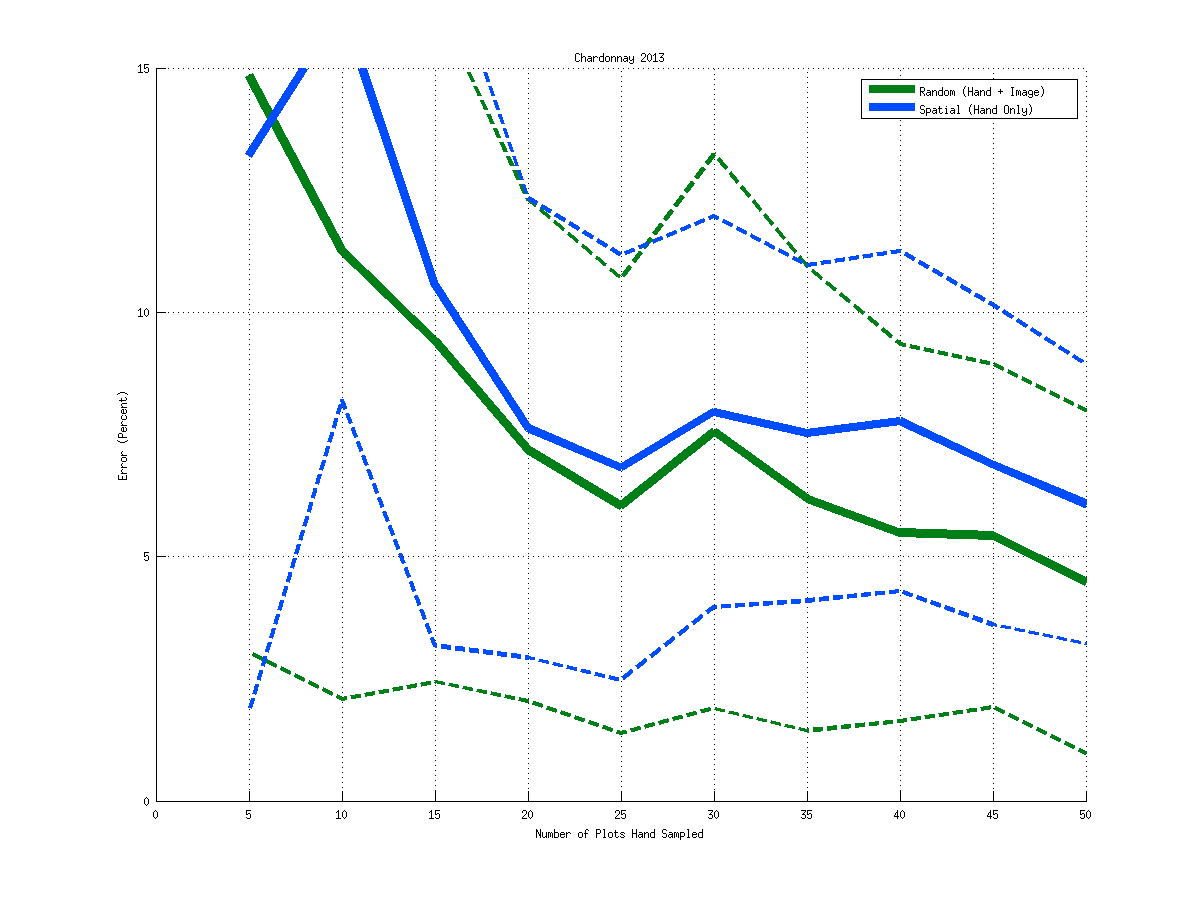 Chardonnay 2013
15
Random (Hand + Image)
Spatial (Hand Only)
10
Error (Percent)
5
0
0 5 10 15 20 25 30 35 40 45 50
Number of Plots Hand Sampled